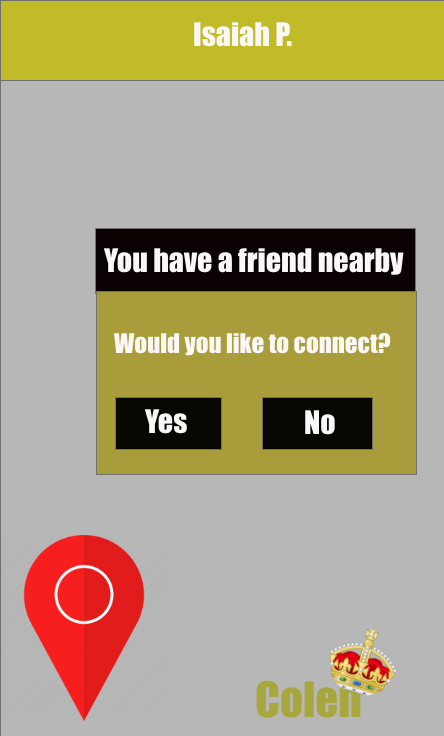 Isaiah P.
You have a friend nearby
Would you like to connect?
Yes
No
Colen